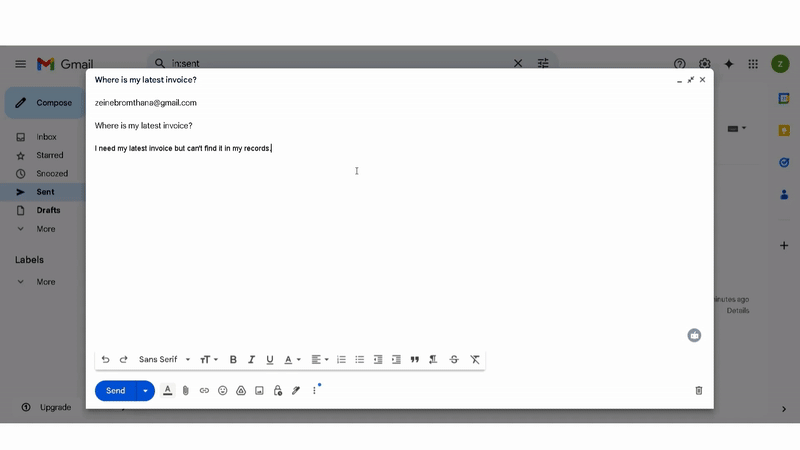 Gmail
in:sent
Z
Where is my latest invoice?
Compose
zeinebromthana@gmail.com
Where is my latest invoice?
Inbox
I need my latest invoice but can't find it in my records.
Starred
Snoozed
Sent
Drafts
More
Labels
More
minutes ago
Details
Sans Serif
B I U A
Send
A
Upgrade